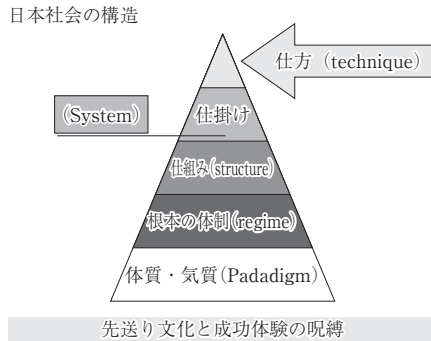 日本社会の構造
仕方（technique）
(System)
仕掛け
仕組み(structure)
根本の体制(regime)
体質・気質(Padadigm)
先送り文化と成功体験の呪縛